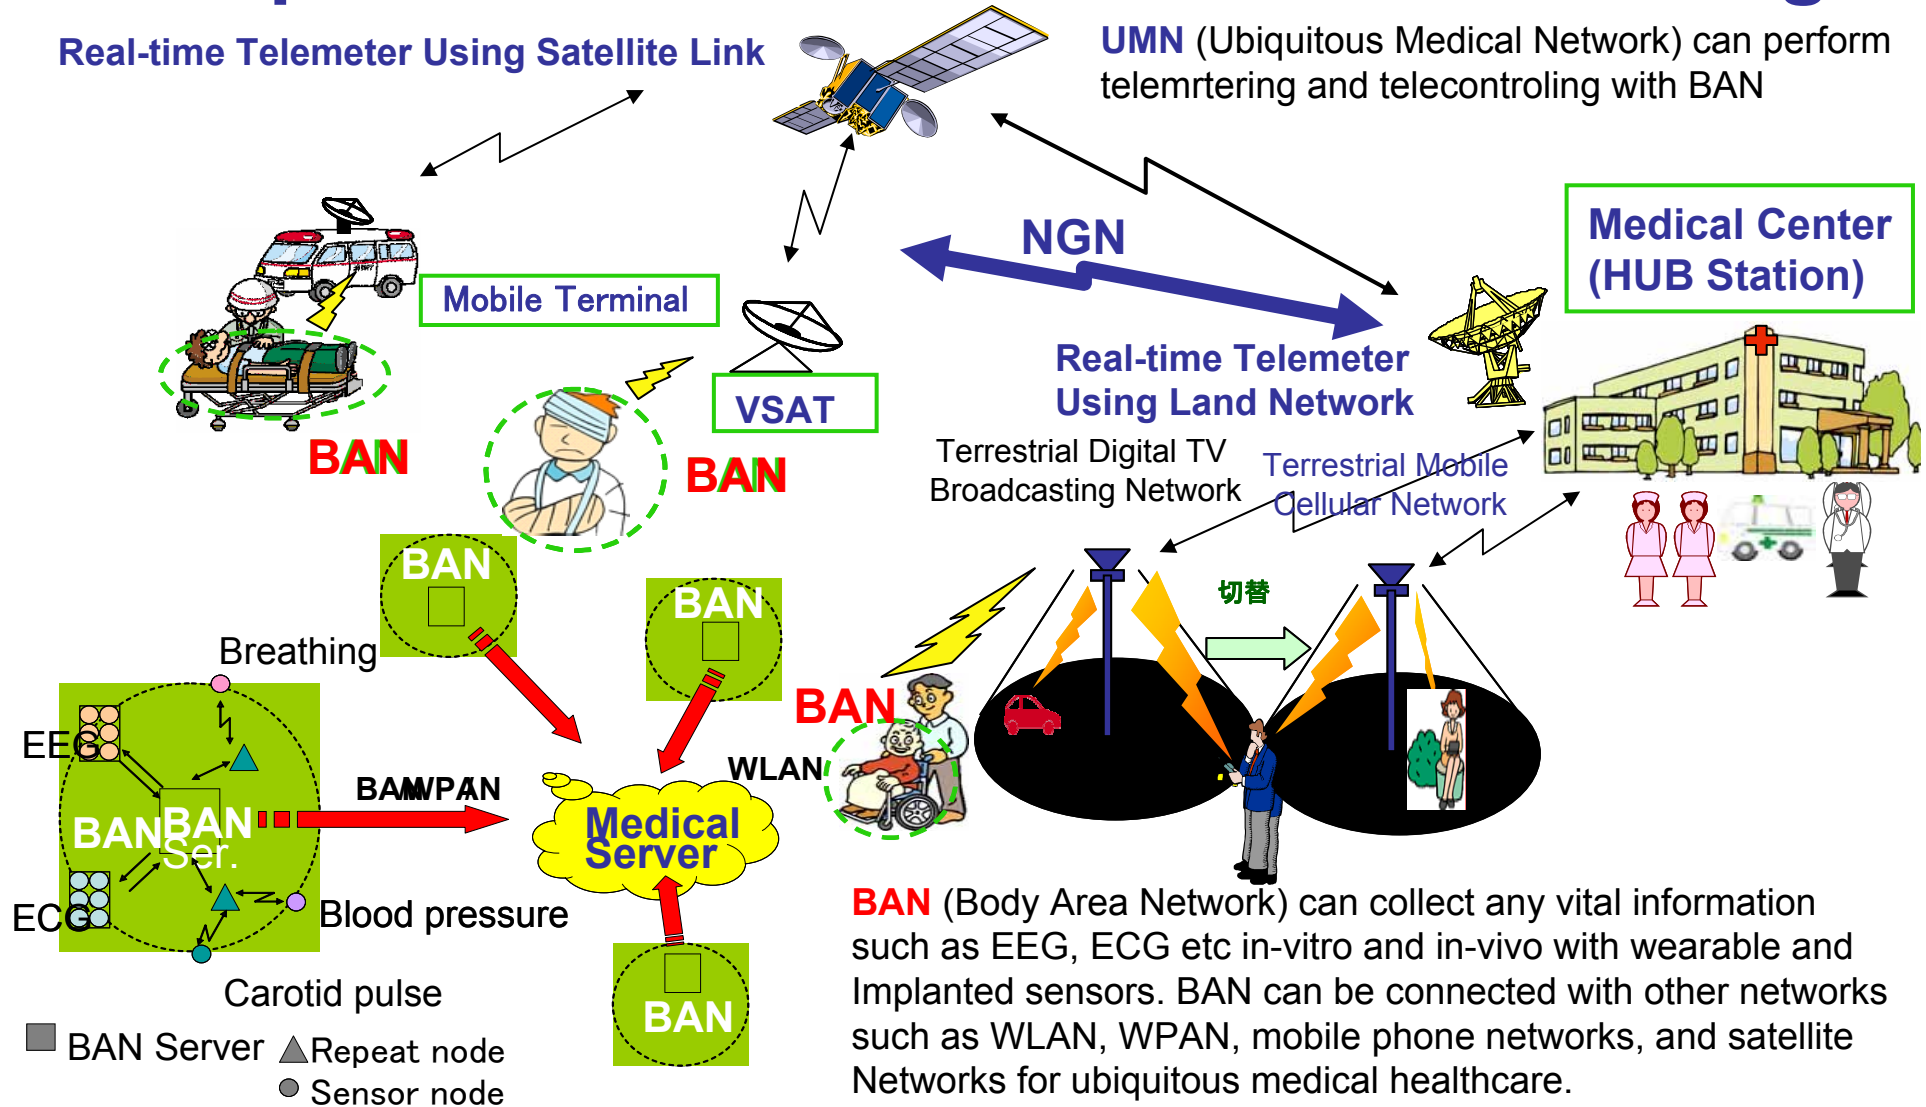 Real-time Telemeter Using Satellite Link
UMN (Ubiquitous Medical Network) can perform
telemrtering and telecontroling with BAN
NGN
Medical Center
(HUB Station)
Mobile Terminal
VSAT
Real-time Telemeter
Using Land Network
BAN
BAN
Terrestrial Digital TV
Broadcasting Network
Terrestrial Mobile
Cellular Network
BAN
BAN
切替
Breathing
BAN
EEG
WLAN
BAN/WPAN
BAN
BAN
Ser.
Medical
Server
ECG
Blood pressure
Carotid pulse
BAN
BAN Server
Repeat node
Sensor node
BAN (Body Area Network) can collect any vital information
such as EEG, ECG etc in-vitro and in-vivo with wearable and
Implanted sensors. BAN can be connected with other networks
such as WLAN, WPAN, mobile phone networks, and satellite
Networks for ubiquitous medical healthcare.